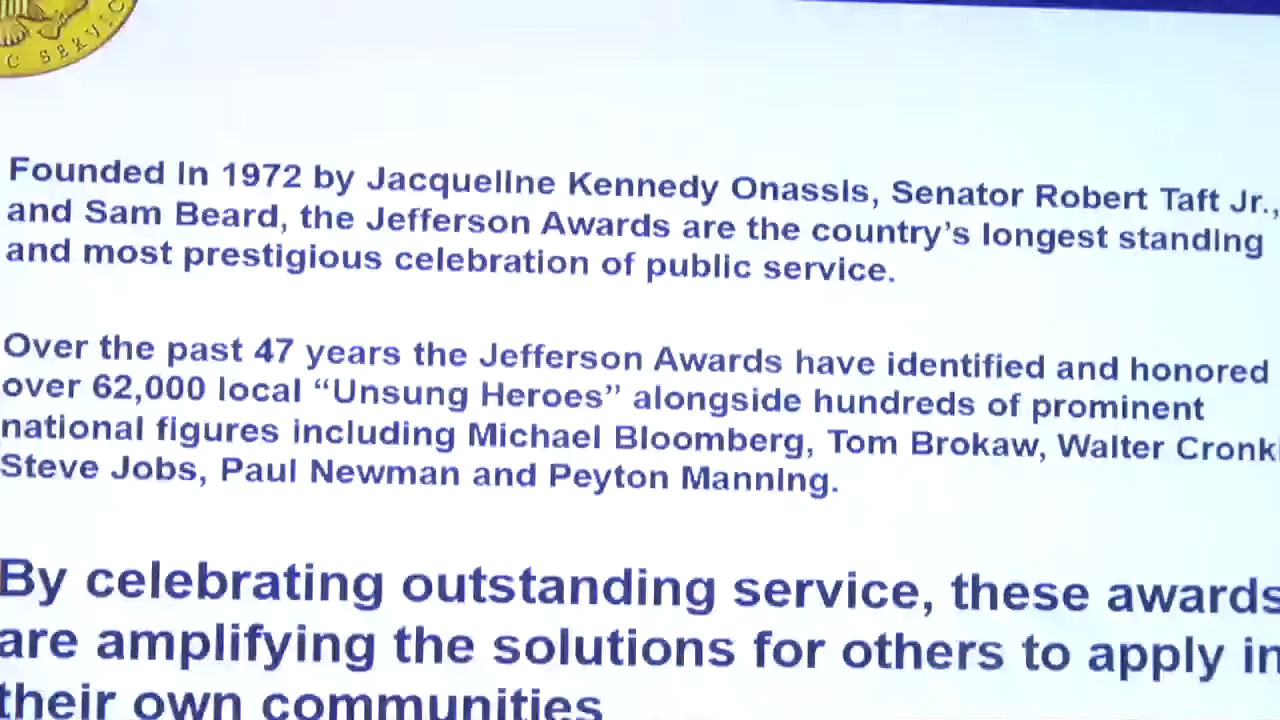 C SERVIC
Founded in 1972 by Jacqueline Kennedy Onassis, Senator Robert Taft Jr.,
and Sam Beard, the Jefferson Awards are the country’s longest standing
and most prestigious celebration of public service.
Over the past 47 years the Jefferson Awards have identified and honored
over 62,000 local “Unsung Heroes” alongside hundreds of prominent
national figures including Michael Bloomberg, Tom Brokaw, Walter Cronki
Steve Jobs, Paul Newman and Peyton Manning.
By celebrating outstanding service, these awards
are amplifying the solutions for others to apply in
their own communities